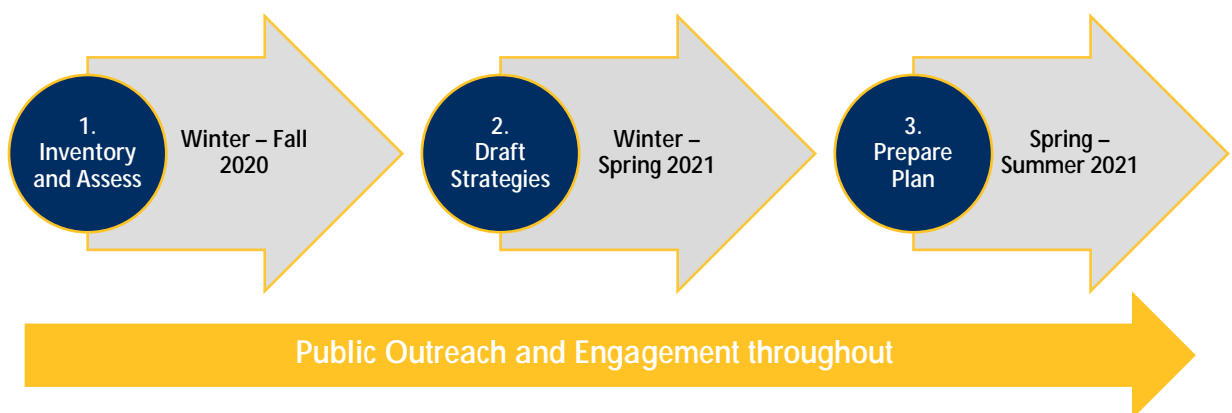 1.
Inventory
and Assess
Winter – Fall
2020
2.
Draft
Strategies
Winter –
Spring 2021
3.
Prepare
Plan
Spring –
Summer 2021
Public Outreach and Engagement throughout